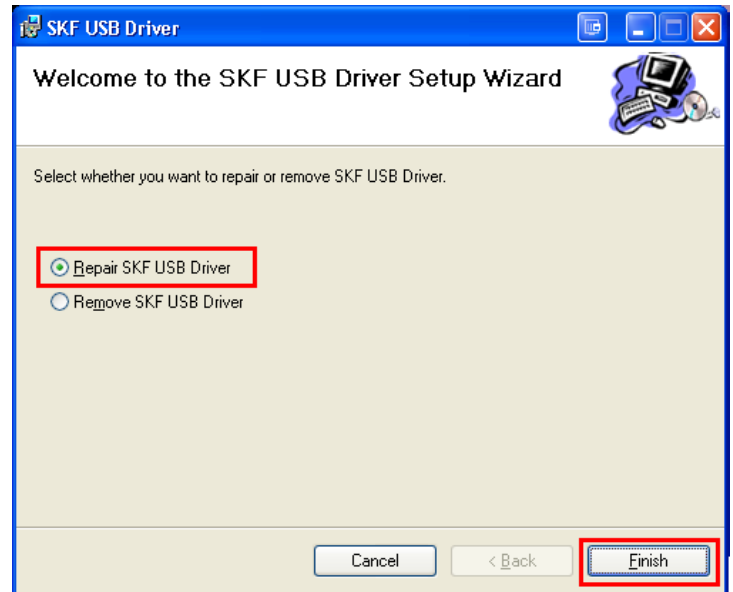 SKF USB Driver
Welcome to the SKF USB Driver Setup Wizard
Select whether you want to repair or remove SKF USB Driver.
Repair SKF USB Driver
Remove SKF USB Driver
Cancel < Back Finish